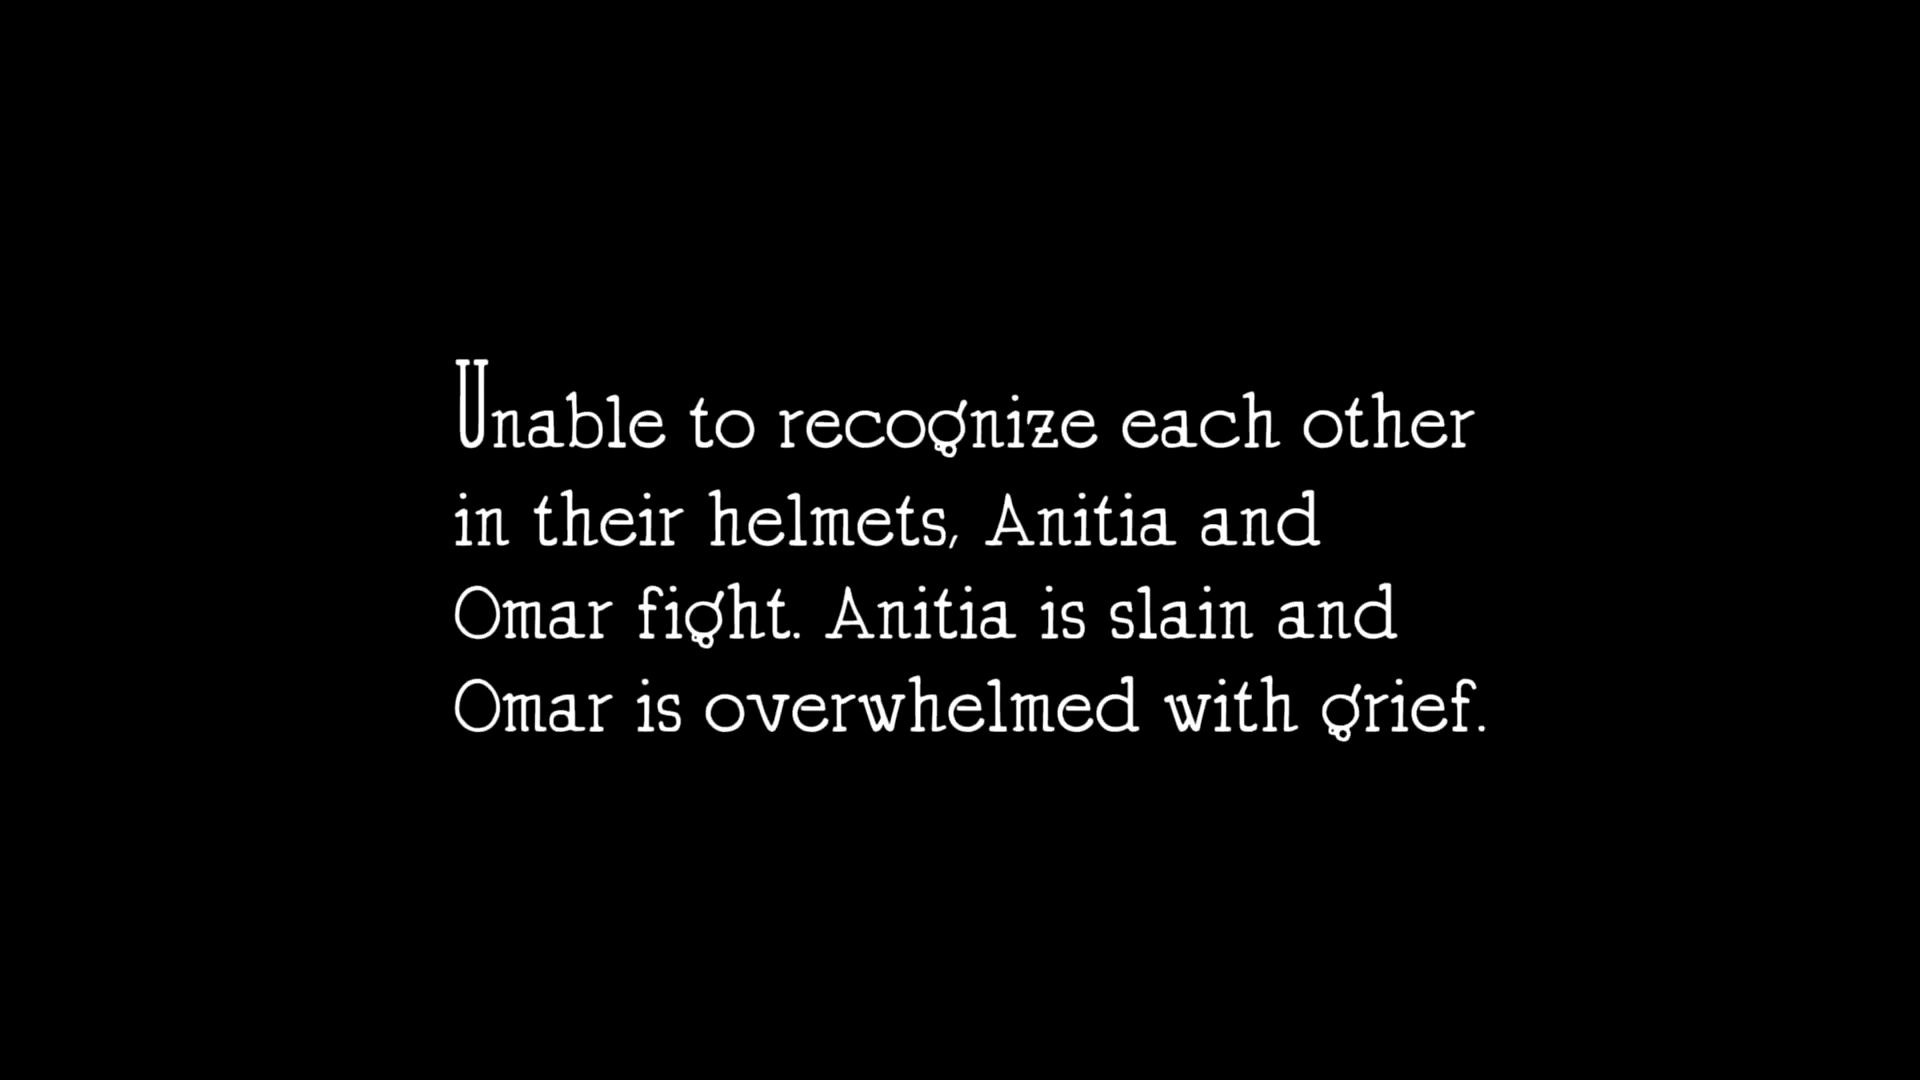 Unable to recognize each other
in their helmets, Anitia and
Omar fight. Anitia is slain and
Omar is overwhelmed with grief.